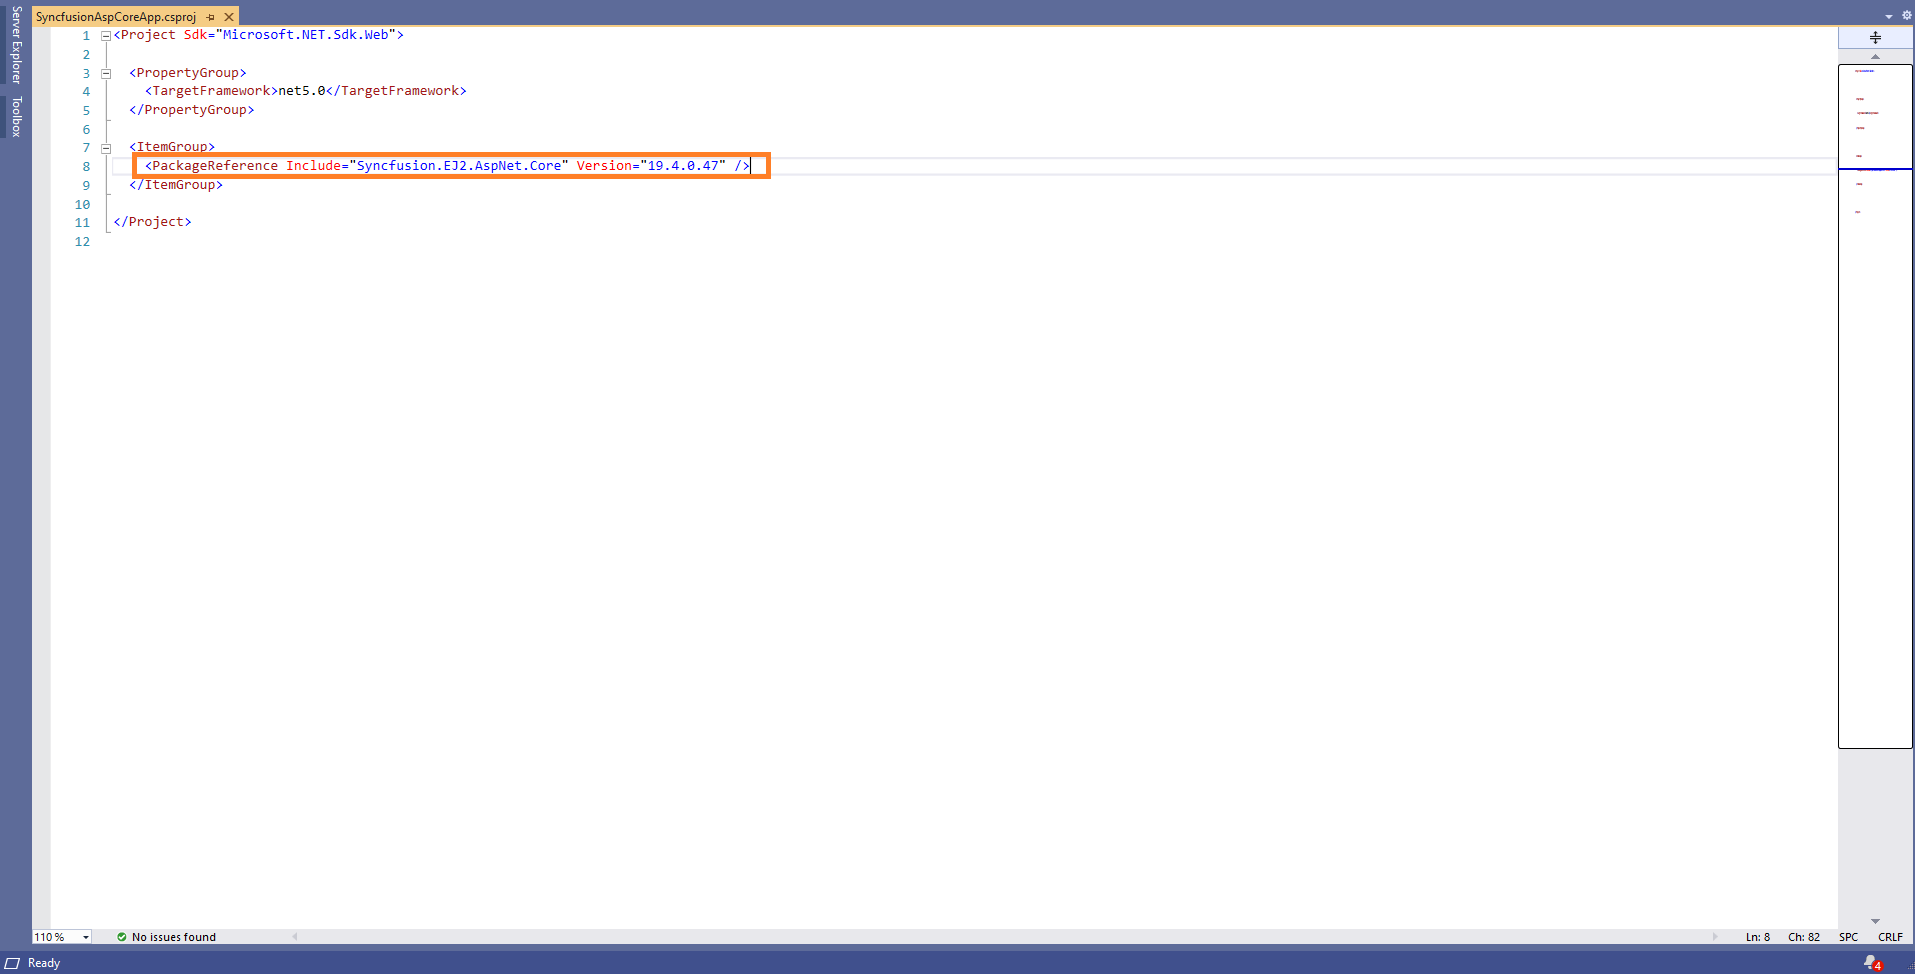 SyncfusionAspCoreApp.csproj
Server Explorer
Toolbox
1 <Project Sdk="Microsoft.NET.Sdk.Web">
2
3 <PropertyGroup>
4 <TargetFramework>net5.0</TargetFramework>
5 </PropertyGroup>
6
7 <ItemGroup>
8 <PackageReference Include="Syncfusion.EJ2.AspNet.Core" Version="19.4.0.47" />
9 </ItemGroup>
10
11 </Project>
12
110 % No issues found Ln: 8 Ch: 82 SPC CRLF
Ready 4